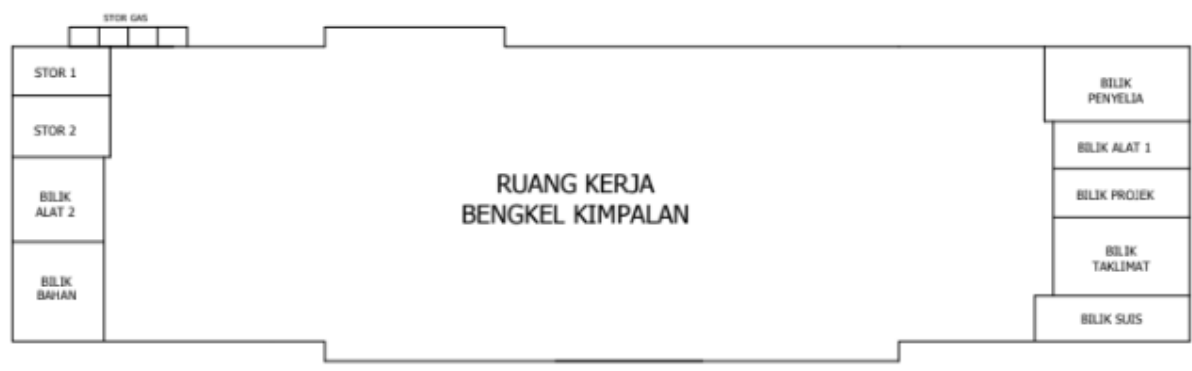 STOR GAS
STOR 1
STOR 2
BILIK
ALAT 2
BILIK
BAHAN
RUANG KERJA
BENGKEL KIMPALAN
BILIK
PENYELIA
BILIK ALAT 1
BILIK PROJEK
BILIK
TAKLIMAT
BILIK SUIS